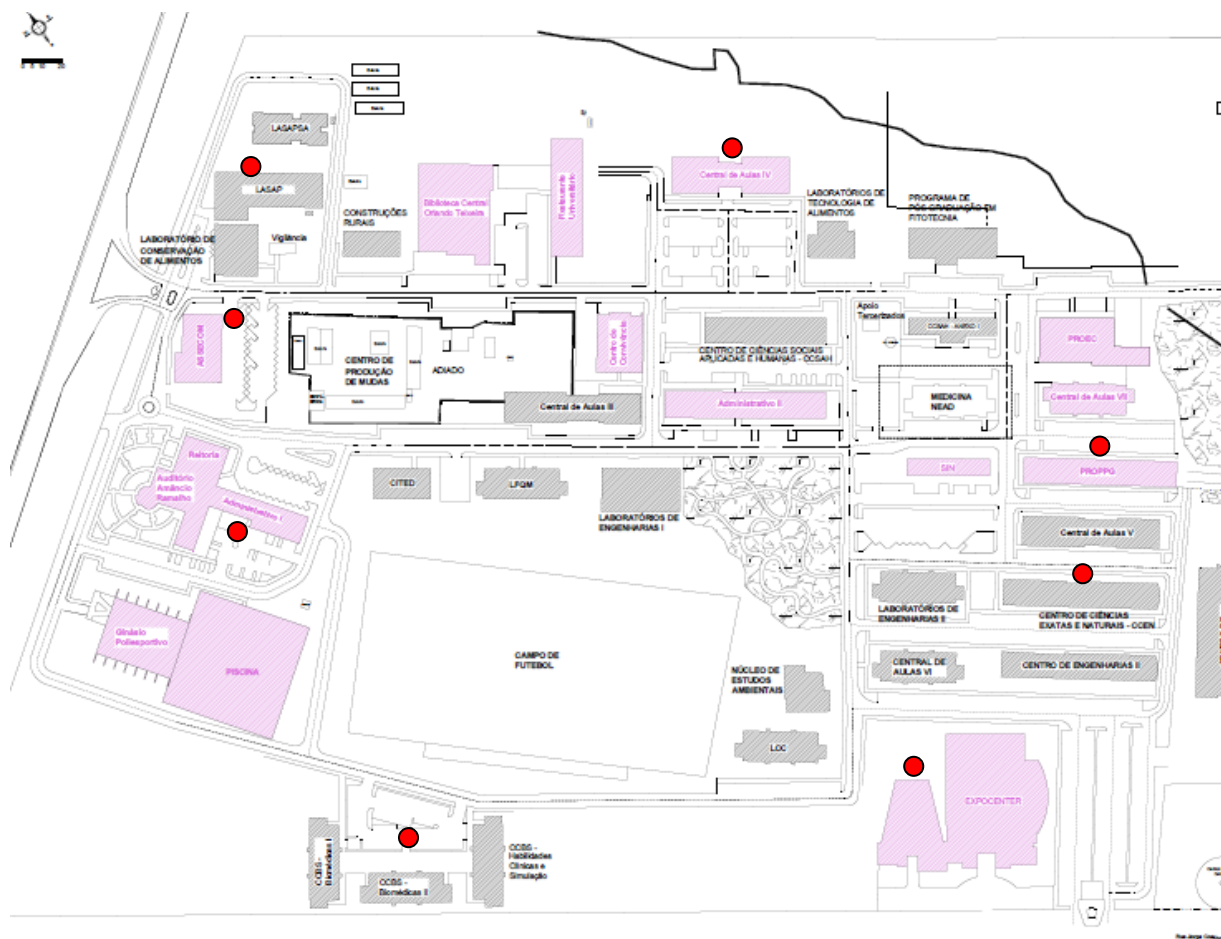 LASAPSA
LASAP
CONSTRUÇÕES
RURAIS
Vigilância
LABORATÓRIO DE
CONSERVAÇÃO
DE ALIMENTOS
Biblioteca Central
Orlando Teixeira
Restaurante
Universitário
Central de Aulas IV
LABORATÓRIOS DE
TECNOLOGIA DE
ALIMENTOS
PROGRAMA DE
PÓS GRADUAÇÃO EM
FITOTECNIA
ASSECOM
CENTRO DE
PRODUÇÃO
DE MUDAS
ADIADO
Centro de
Convivência
CENTRO DE CIÊNCIAS SOCIAIS
APLICADAS E HUMANAS - CCSAH
Apoio
Terceirizados
CCSAH - ANEXO I
PROEC
Central de Aulas III
Administrativo II
MEDICINA
NEAD
Central de Aulas VII
Reitoria
Auditório
Amâncio
Ramalho
Administrativo I
CITED
LFQM
LABORATÓRIOS DE
ENGENHARIAS I
SIN
PROPPG
Central de Aulas V
LABORATÓRIOS DE
ENGENHARIAS II
CENTRO DE CIÊNCIAS
EXATAS E NATURAIS - CCEN
Ginásio
Poliesportivo
PISCINA
CAMPO DE
FUTEBOL
NÚCLEO DE
ESTUDOS
AMBIENTAIS
CENTRAL DE
AULAS VI
CENTRO DE ENGENHARIAS II
LCC
EXPOCENTER
CCBS -
Biomédicas I
CCBS -
Biomédicas II
CCBS -
Habilidades
Clínicas e
Simulação